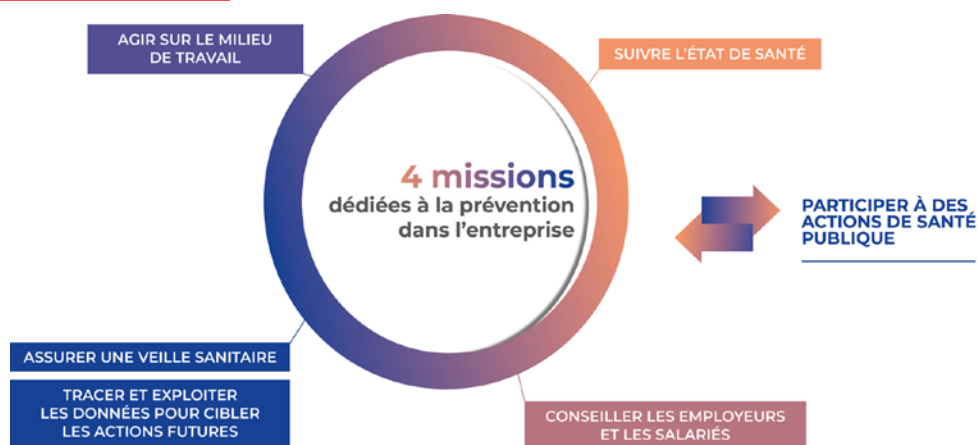 AGIR SUR LE MILIEU
DE TRAVAIL
SUIVRE L'ÉTAT DE SANTÉ
4 missions
dédiées à la prévention
dans l'entreprise
PARTICIPER À DES
ACTIONS DE SANTÉ
PUBLIQUE
ASSURER UNE VEILLE SANITAIRE
TRACER ET EXPLOITER
LES DONNÉES POUR CIBLER
LES ACTIONS FUTURES
CONSEILLER LES EMPLOYEURS
ET LES SALARIÉS